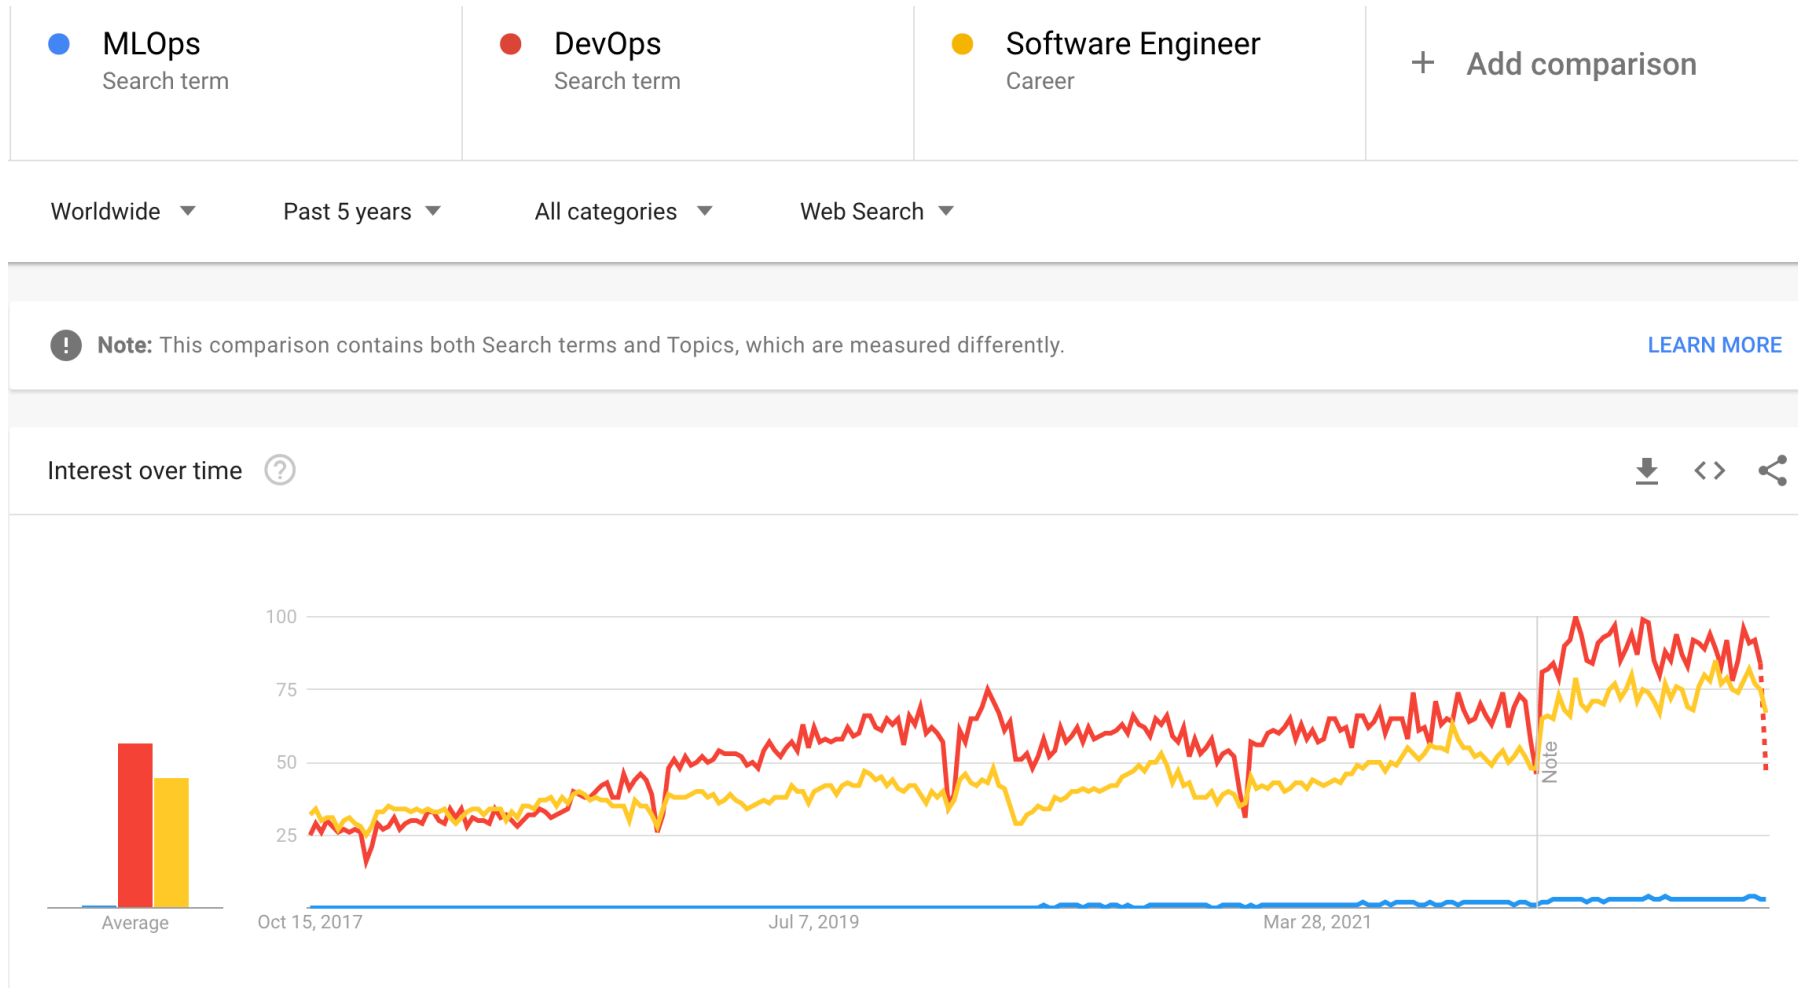 MLOps
Search term
DevOps
Search term
Software Engineer
Career
+ Add comparison
Worldwide
Past 5 years
All categories
Web Search
Note: This comparison contains both Search terms and Topics, which are measured differently.
LEARN MORE
Interest over time
100
75
50
25
Note
Average
Oct 15, 2017
Jul 7, 2019
Mar 28, 2021